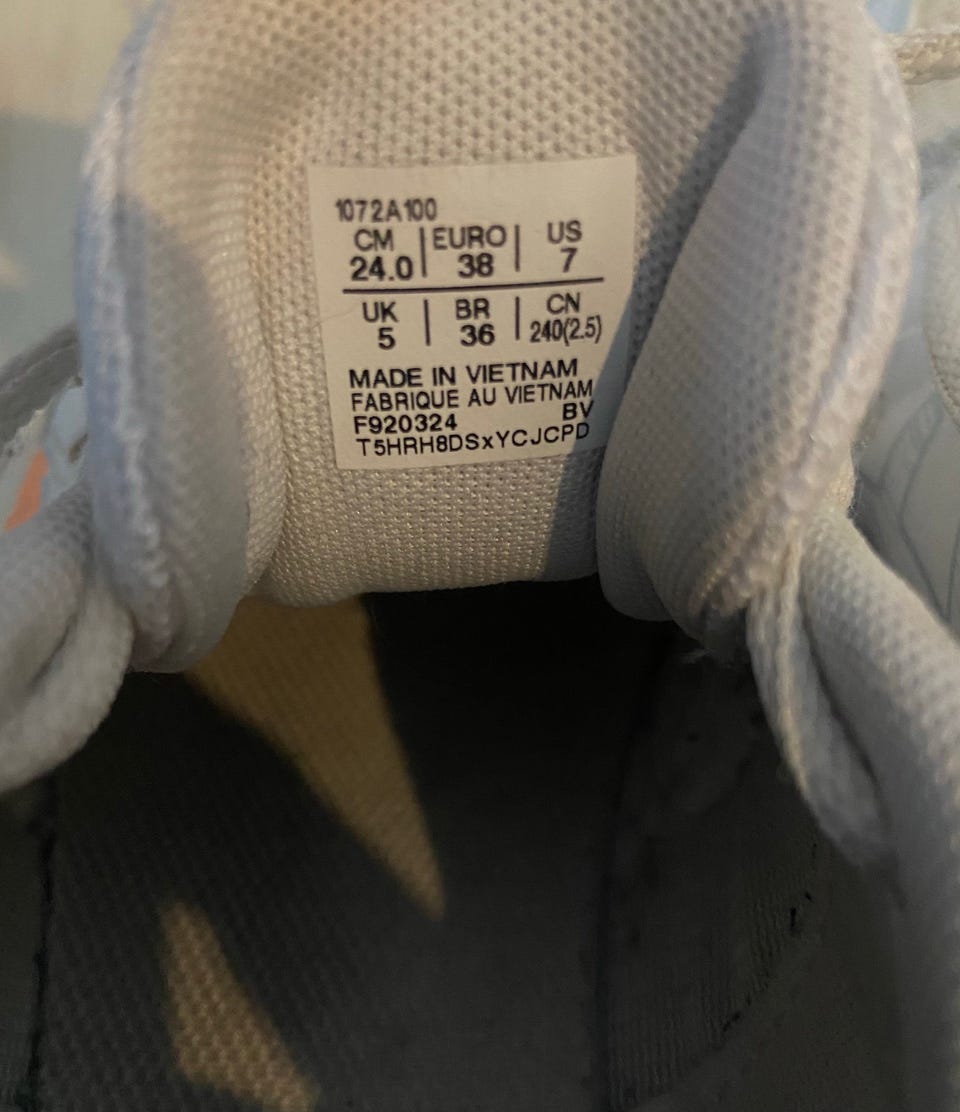 1072A100
CM | EURO | US
24.0 | 38 | 7
UK | BR | CN
5 | 36 | 240(2.5)
MADE IN VIETNAM
FABRIQUE AU VIETNAM
F920324 BV
T5HRH8DSxYCJCPD